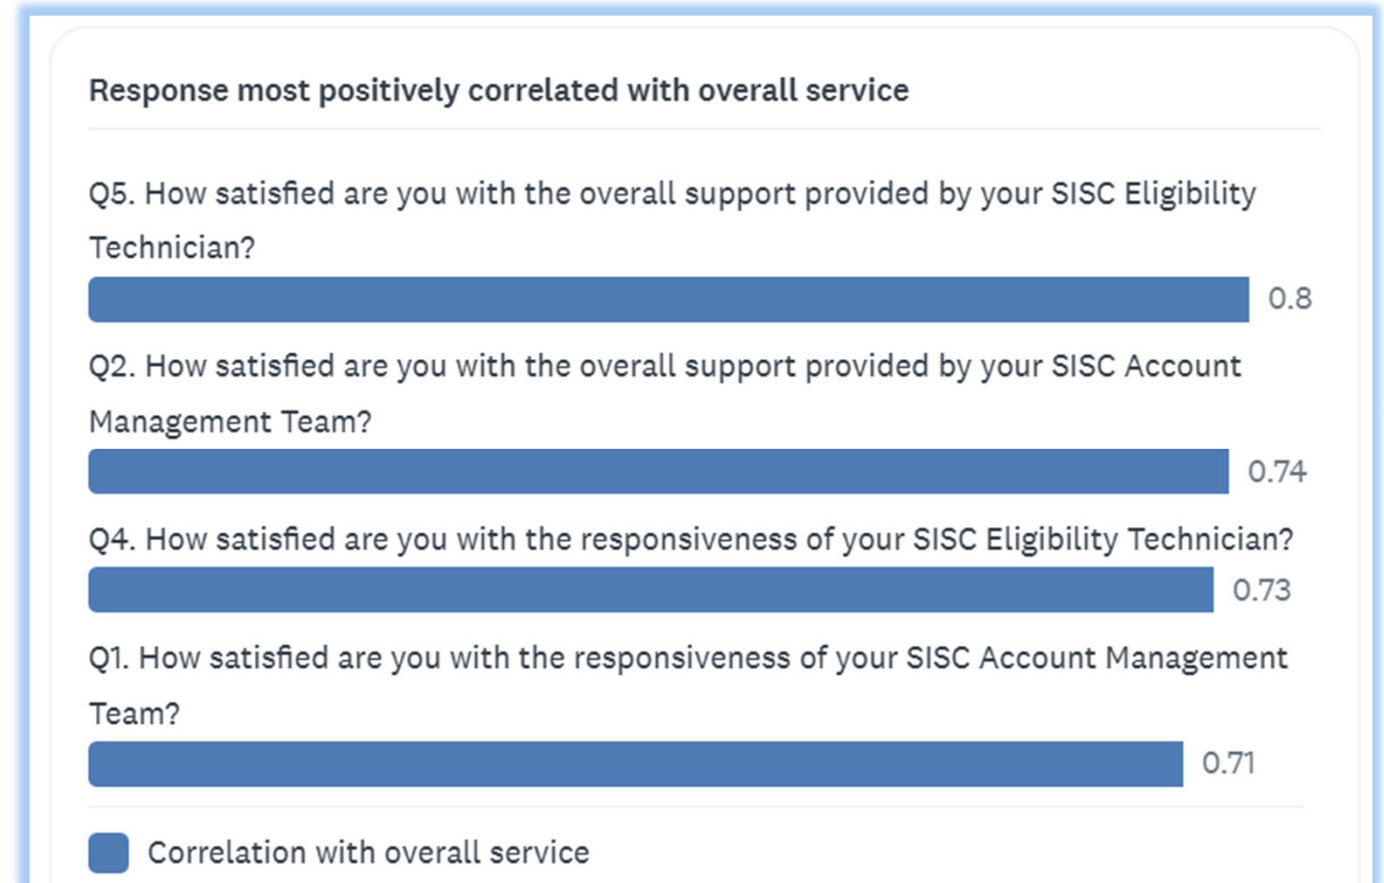 Response most positively correlated with overall service
Q5. How satisfied are you with the overall support provided by your SISC Eligibility
Technician?
0.8
Q2. How satisfied are you with the overall support provided by your SISC Account
Management Team?
0.74
Q4. How satisfied are you with the responsiveness of your SISC Eligibility Technician?
0.73
Q1. How satisfied are you with the responsiveness of your SISC Account Management
Team?
0.71
Correlation with overall service